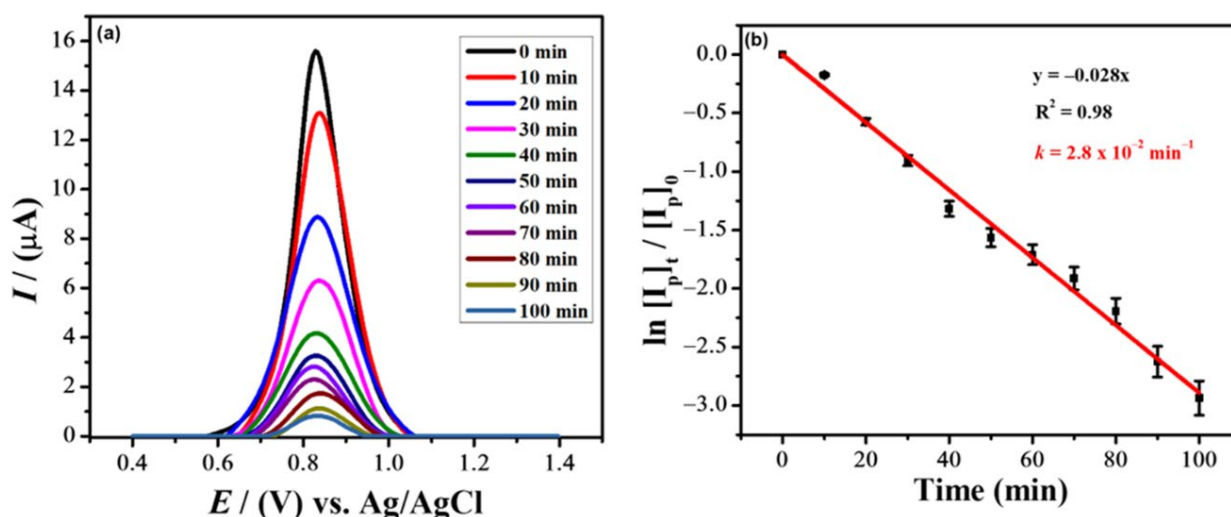 (a)
16
14
12
10
8
6
4
2
0
I / (μA)
0.4 0.6 0.8 1.0 1.2 1.4
E / (V) vs. Ag/AgCl
0 min
10 min
20 min
30 min
40 min
50 min
60 min
70 min
80 min
90 min
100 min
(b)
0.0
−0.5
−1.0
−1.5
−2.0
−2.5
−3.0
ln [Ip]t / [Ip]0
0 20 40 60 80 100
Time (min)
y = −0.028x
R² = 0.98
k = 2.8 x 10⁻² min⁻¹